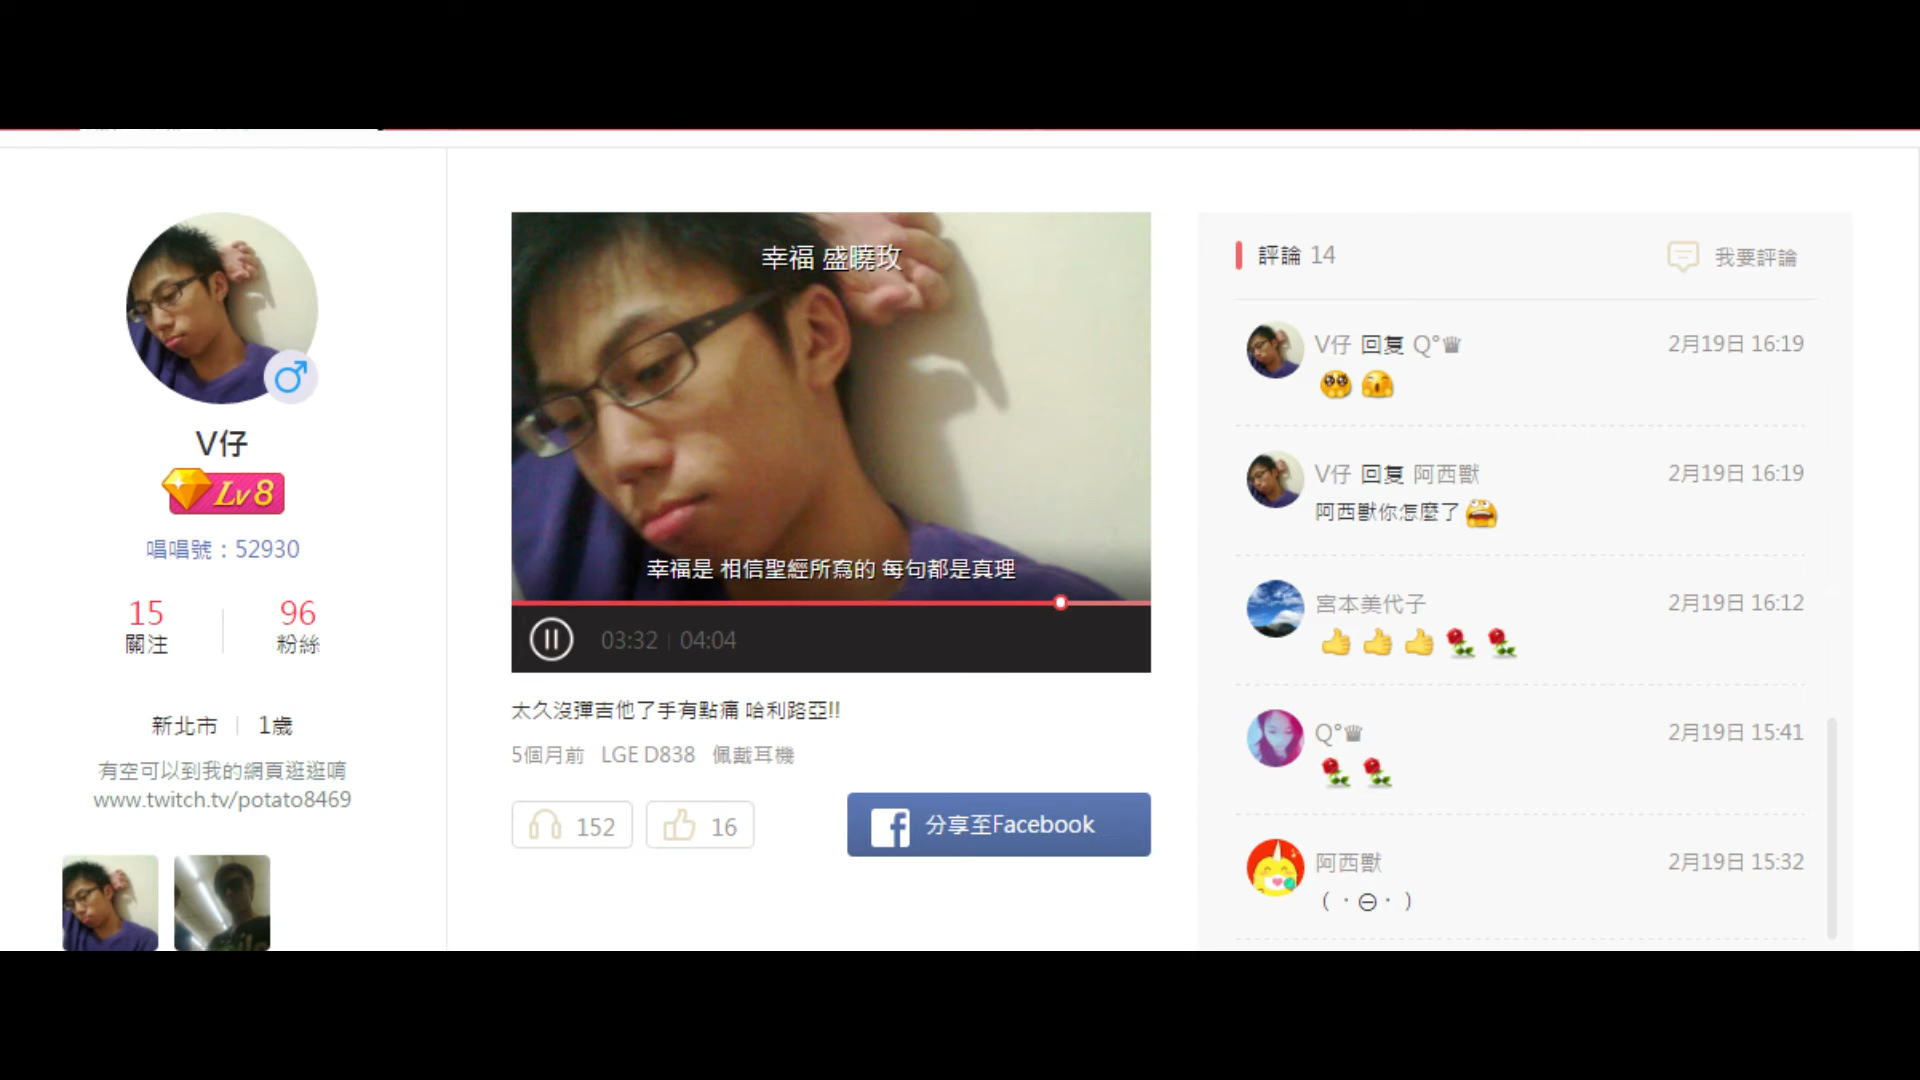 V仔
Lv 8
唱唱號：52930
15
關注
96
粉絲
新北市 | 1歲
有空可以到我的網頁逛逛唷
www.twitch.tv/potato8469
幸福 盛曉玫
幸福是 相信聖經所寫的 每句都是真理
03:32 | 04:04
太久沒彈吉他了手有點痛 哈利路亞!!
5個月前 LGE D838 佩戴耳機
152
16
分享至Facebook
評論 14
我要評論
V仔 回复 Q°♛ 2月19日 16:19
V仔 回复 阿西獸 2月19日 16:19
阿西獸你怎麼了
宮本美代子 2月19日 16:12
Q°♛ 2月19日 15:41
阿西獸 2月19日 15:32
（・⊖・）